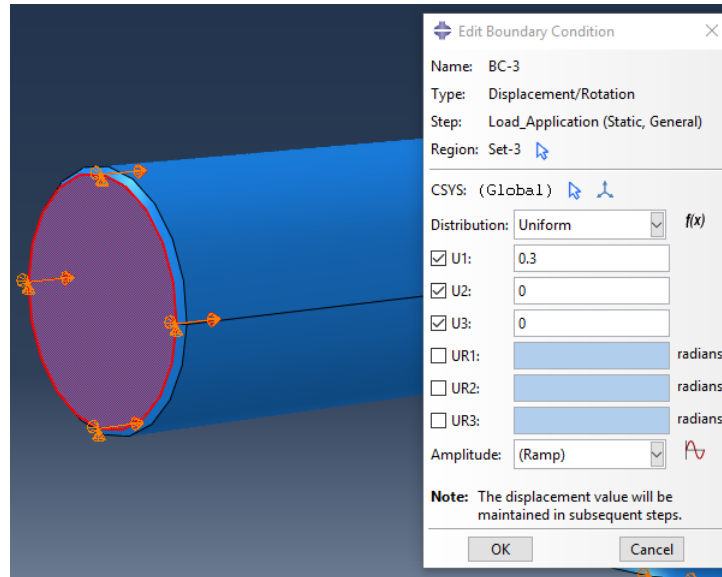 Edit Boundary Condition
Name: BC-3
Type: Displacement/Rotation
Step: Load_Application (Static, General)
Region: Set-3
CSYS: (Global)
Distribution: Uniform f(x)
U1: 0.3
U2: 0
U3: 0
UR1: radians
UR2: radians
UR3: radians
Amplitude: (Ramp)
Note: The displacement value will be
maintained in subsequent steps.
OK Cancel